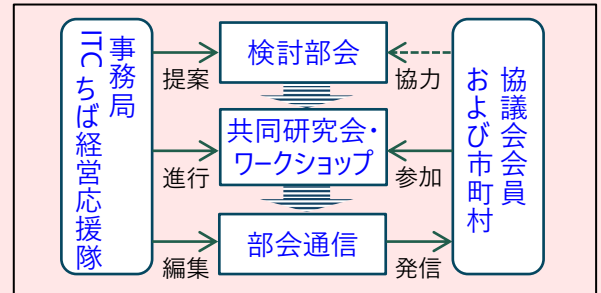 事務局
ITCちば経営応援隊
提案
検討部会
協力
進行
共同研究会・
ワークショップ
参加
編集
部会通信
発信
協議会会員
および市町村